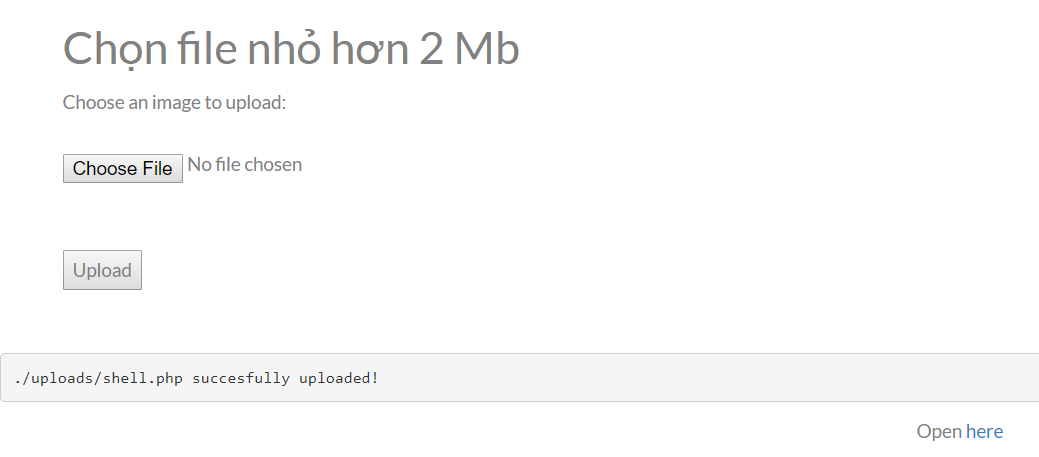 Chọn file nhỏ hơn 2 Mb
Choose an image to upload:
Choose File No file chosen
Upload
./uploads/shell.php succesfully uploaded!
Open here